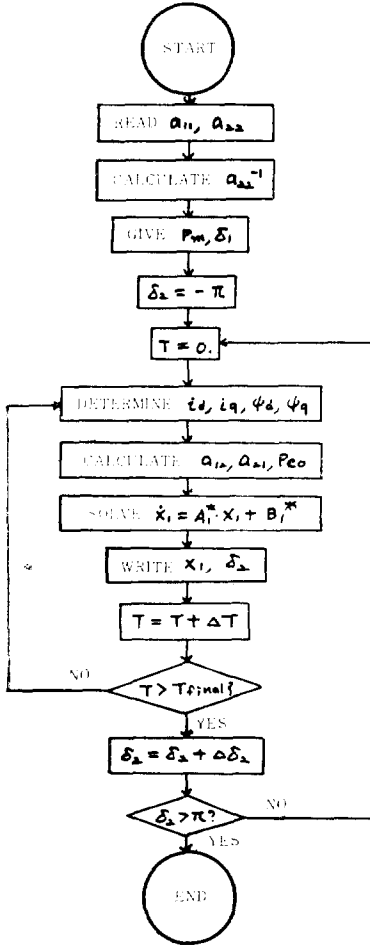 START
READ a₁₁, a₂₂
CALCULATE a₂₂⁻¹
GIVE Pm, δ₁
δ₂ = - π
T = 0.
DETERMINE id, iq, Ψd, Ψq
CALCULATE a₁₂, a₂₁, Peo
SOLVE ẋ₁ = A₁*· x₁ + B₁*
WRITE x₁, δ₂
T = T + ΔT
NO
T > Tfinal?
YES
δ₂ = δ₂ + Δδ₂
NO
δ₂ > π?
YES
END